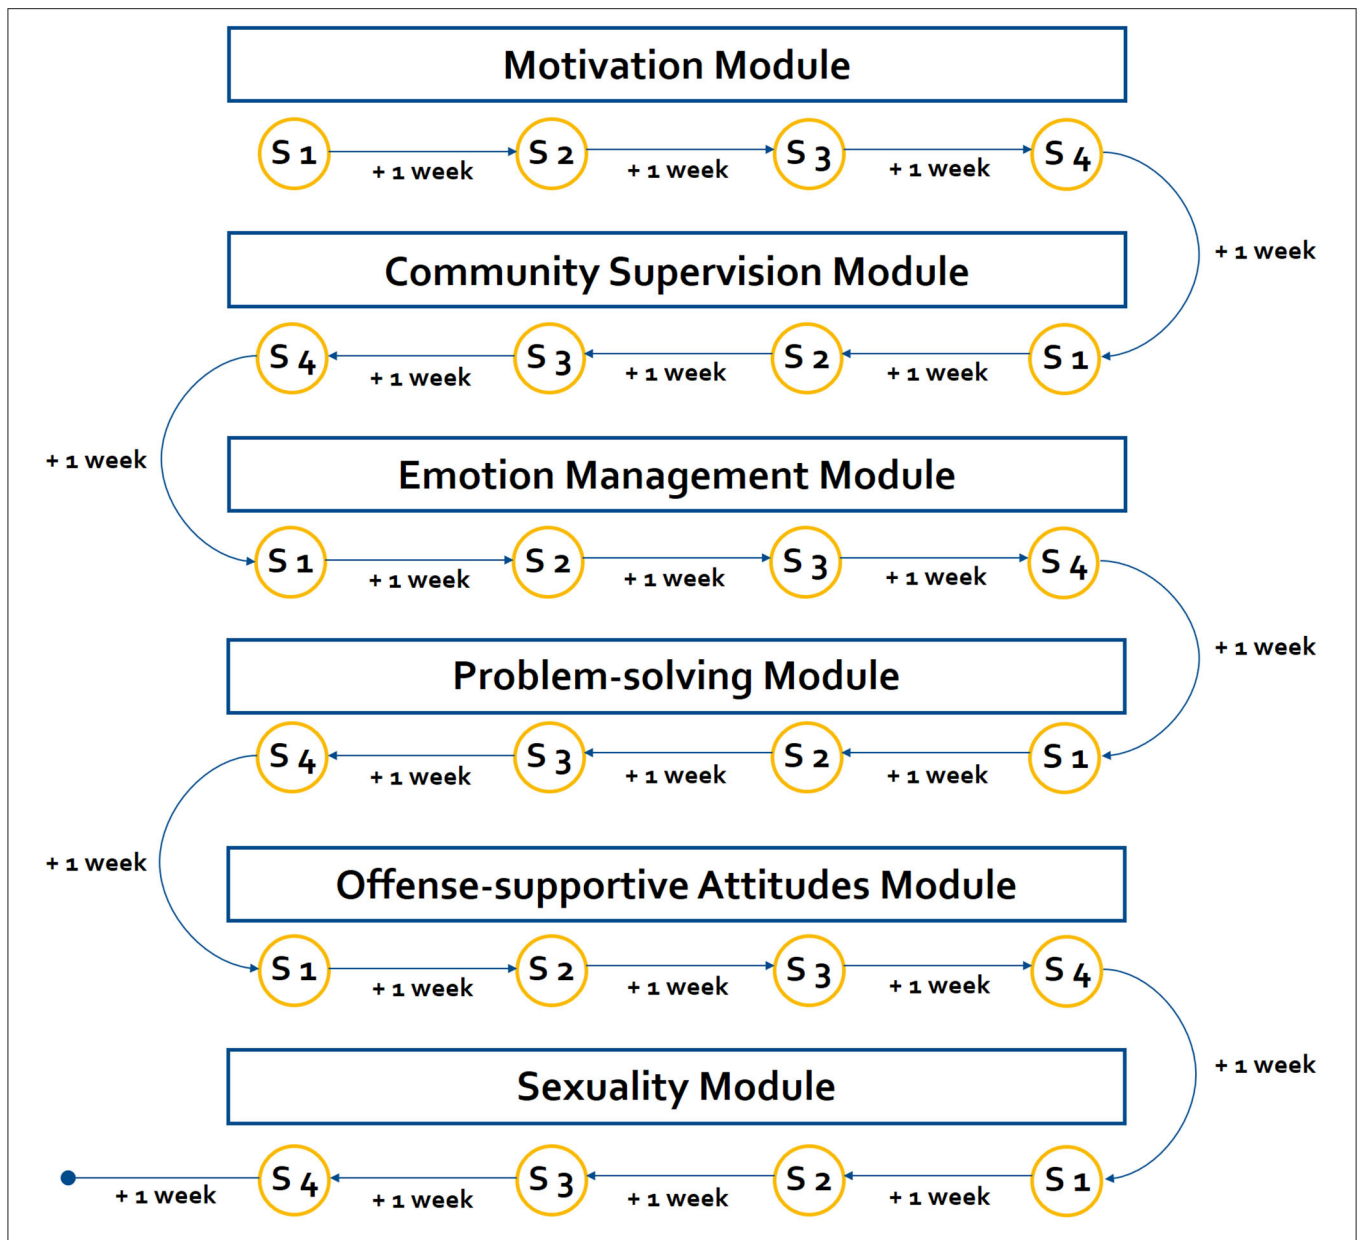 Motivation Module
S 1 S 2 S 3 S 4
+ 1 week + 1 week + 1 week
+ 1 week
Community Supervision Module
S 4 S 3 S 2 S 1
+ 1 week + 1 week + 1 week
+ 1 week
Emotion Management Module
S 1 S 2 S 3 S 4
+ 1 week + 1 week + 1 week
+ 1 week
Problem-solving Module
S 4 S 3 S 2 S 1
+ 1 week + 1 week + 1 week
+ 1 week
Offense-supportive Attitudes Module
S 1 S 2 S 3 S 4
+ 1 week + 1 week + 1 week
+ 1 week
Sexuality Module
S 4 S 3 S 2 S 1
+ 1 week + 1 week + 1 week + 1 week